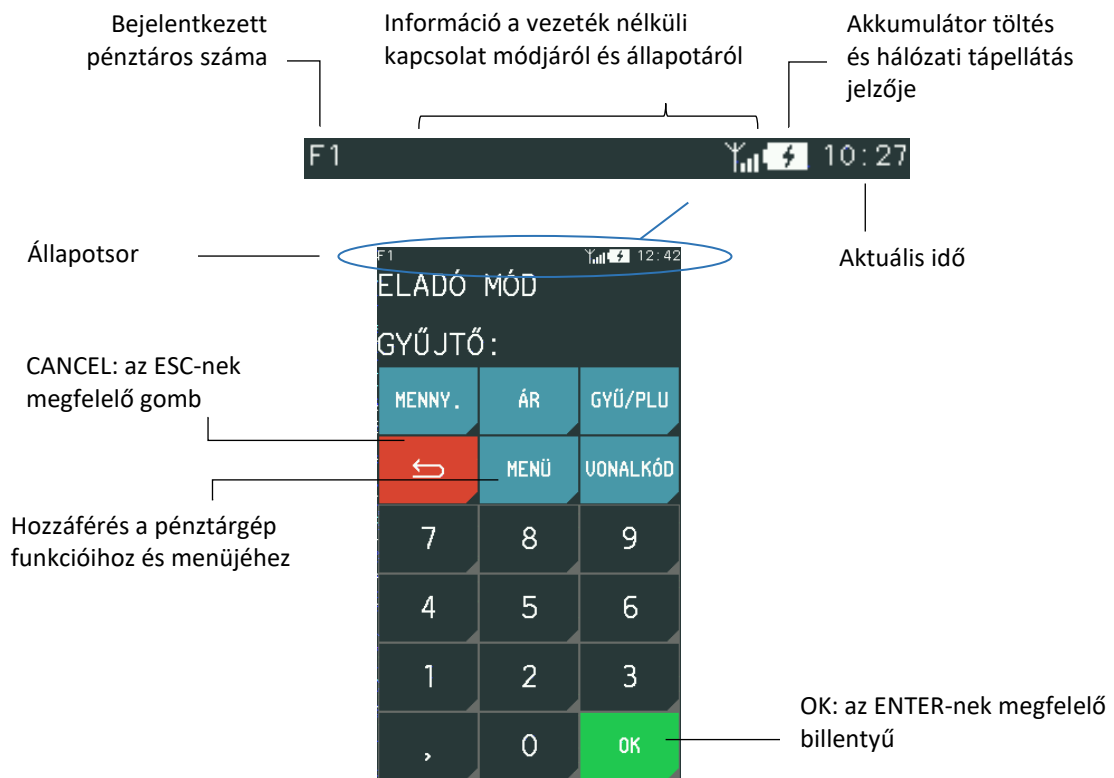 Bejelentkezett
pénztáros száma
Információ a vezeték nélküli
kapcsolat módjáról és állapotáról
Akkumulátor töltés
és hálózati tápellátás
jelzője
F1 10:27
Állapotsor
Aktuális idő
F1 12:42
ELADÓ MÓD
GYŰJTŐ:
CANCEL: az ESC-nek
megfelelő gomb
MENNY. ÁR GYŰ/PLU
MENÜ VONALKÓD
Hozzáférés a pénztárgép
funkcióihoz és menüjéhez
7 8 9
4 5 6
1 2 3
, 0 OK
OK: az ENTER-nek megfelelő
billentyű